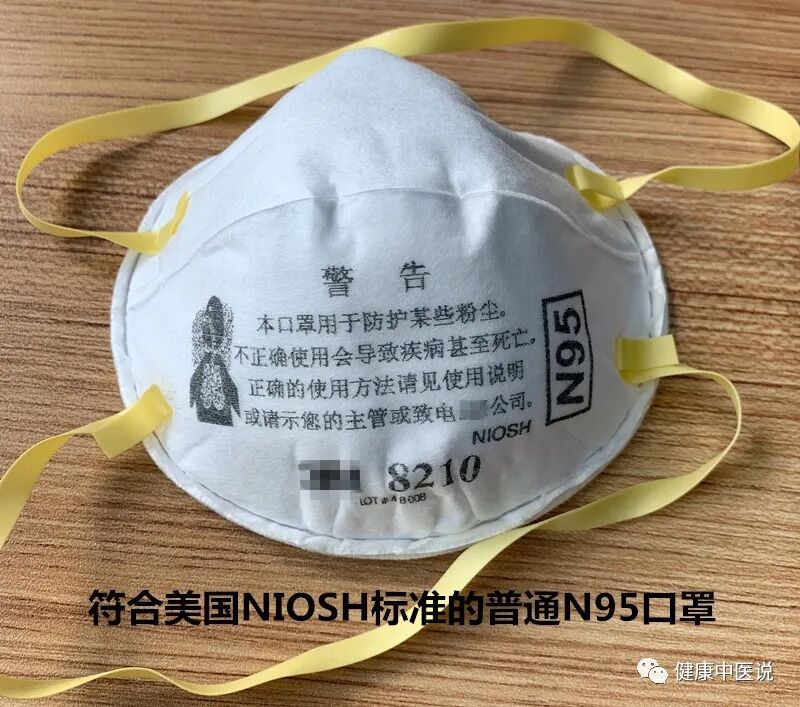 警 告
本口罩用于防护某些粉尘。
不正确使用会导致疾病甚至死亡。
正确的使用方法请见使用说明
或请示您的主管或致电 公司。
N95
NIOSH
8210
LOT # 4B008
符合美国NIOSH标准的普通N95口罩
健康中医说